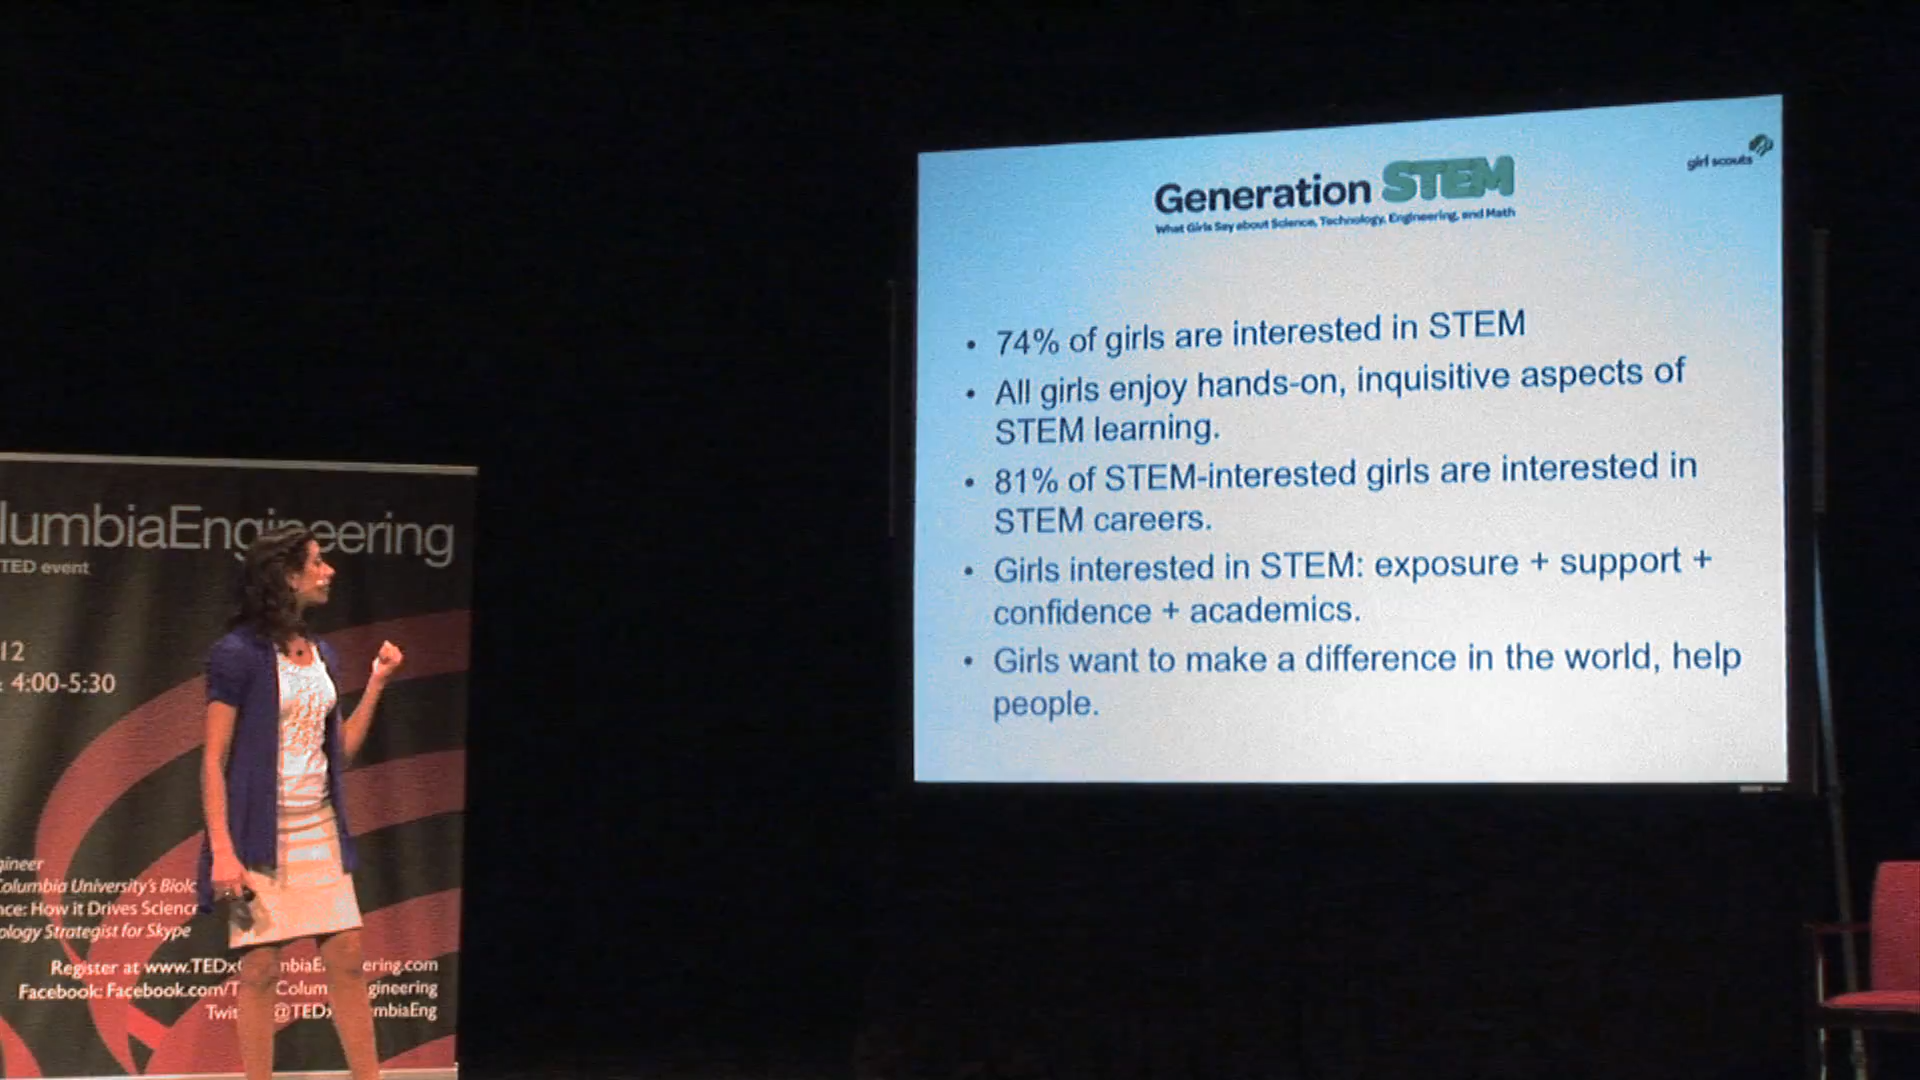 lumbiaEngineering
TED event
12
4:00-5:30
gineer
Columbia University's Biolo
nce: How it Drives Science
ology Strategist for Skype
Register at www.TEDx nbiaE ering.com
Facebook: Facebook.com/T Colum gineering
Twit @TEDx mbiaEng
girl scouts
Generation STEM
What Girls Say about Science, Technology, Engineering, and Math
• 74% of girls are interested in STEM
• All girls enjoy hands-on, inquisitive aspects of
STEM learning.
• 81% of STEM-interested girls are interested in
STEM careers.
• Girls interested in STEM: exposure + support +
confidence + academics.
• Girls want to make a difference in the world, help
people.